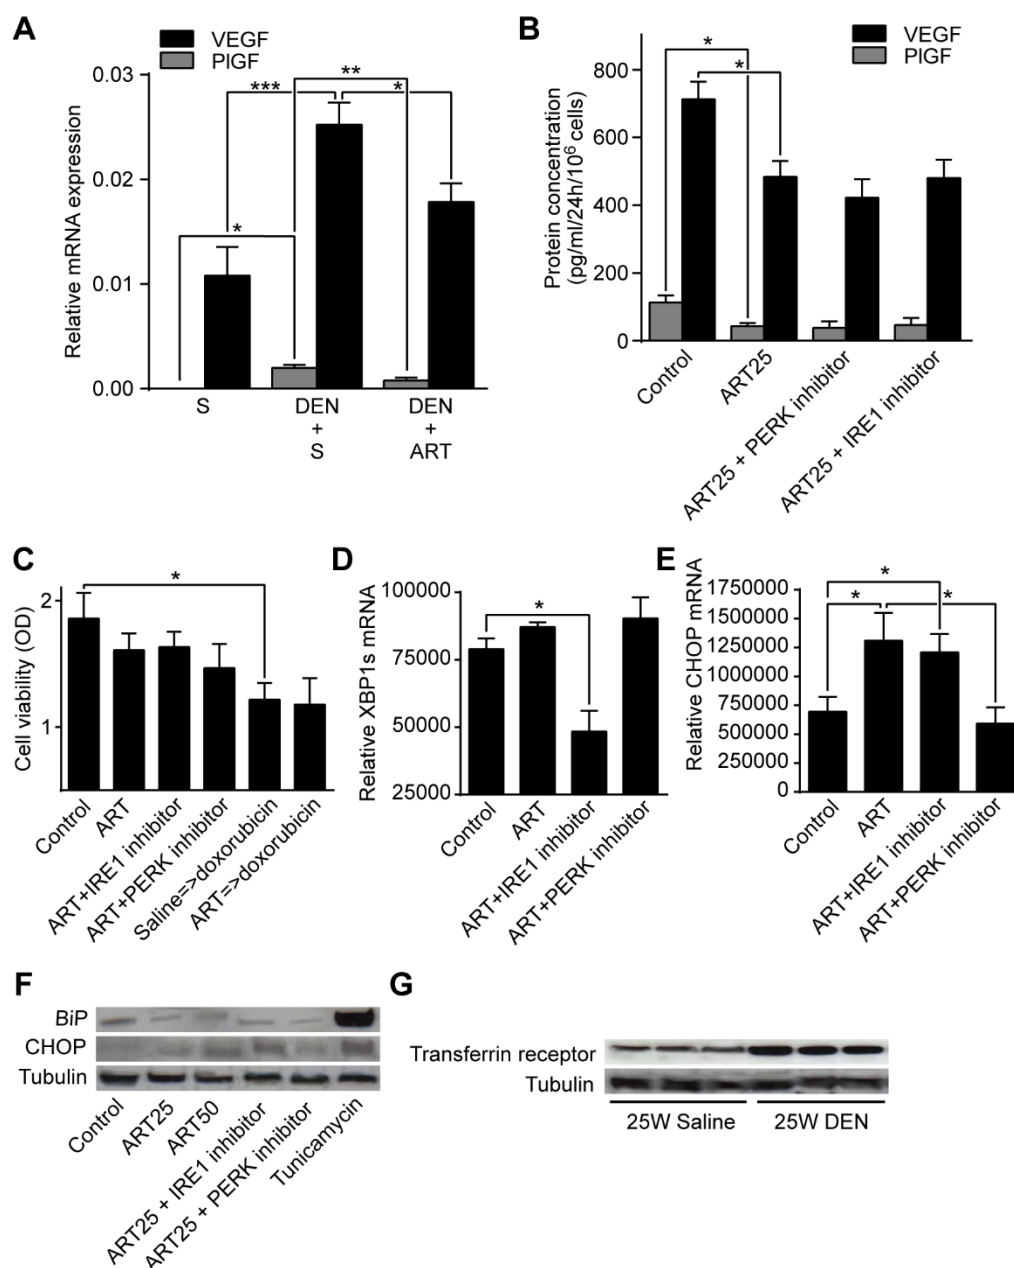 A
VEGF
PlGF
Relative mRNA expression
0.03
0.02
0.01
0.00
***
**
*
*
S
DEN
+
S
DEN
+
ART
B
VEGF
PlGF
Protein concentration
(pg/ml/24h/10⁶ cells)
800
600
400
200
0
*
*
Control
ART25
ART25 + PERK inhibitor
ART25 + IRE1 inhibitor
C
Cell viability (OD)
2
1
*
Control
ART
ART+IRE1 inhibitor
ART+PERK inhibitor
Saline=>doxorubicin
ART=>doxorubicin
D
Relative XBP1s mRNA
100000
75000
50000
25000
*
Control
ART
ART+IRE1 inhibitor
ART+PERK inhibitor
E
Relative CHOP mRNA
1750000
1500000
1250000
1000000
750000
500000
250000
0
*
*
*
Control
ART
ART+IRE1 inhibitor
ART+PERK inhibitor
F
BiP
CHOP
Tubulin
Control
ART25
ART50
ART25 + IRE1 inhibitor
ART25 + PERK inhibitor
Tunicamycin
G
Transferrin receptor
Tubulin
25W Saline
25W DEN